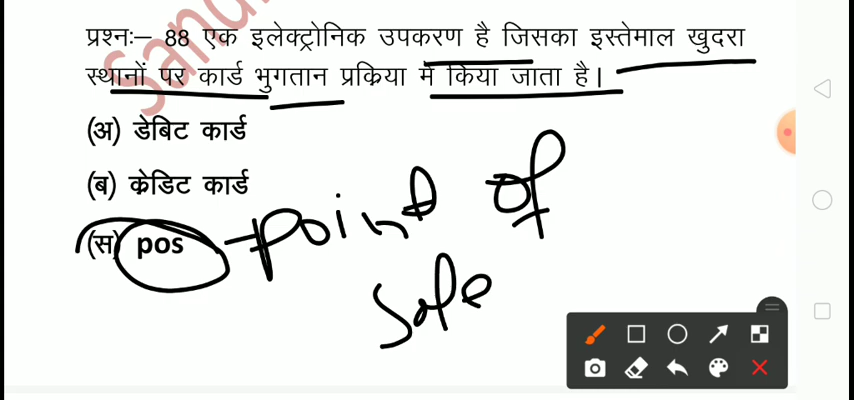 प्रश्नः– 88 एक इलेक्ट्रोनिक उपकरण है जिसका इस्तेमाल खुदरा
स्थानों पर कार्ड भुगतान प्रक्रिया में किया जाता है।
(अ) डेबिट कार्ड
(ब) क्रेडिट कार्ड
(स) pos - point of
sale